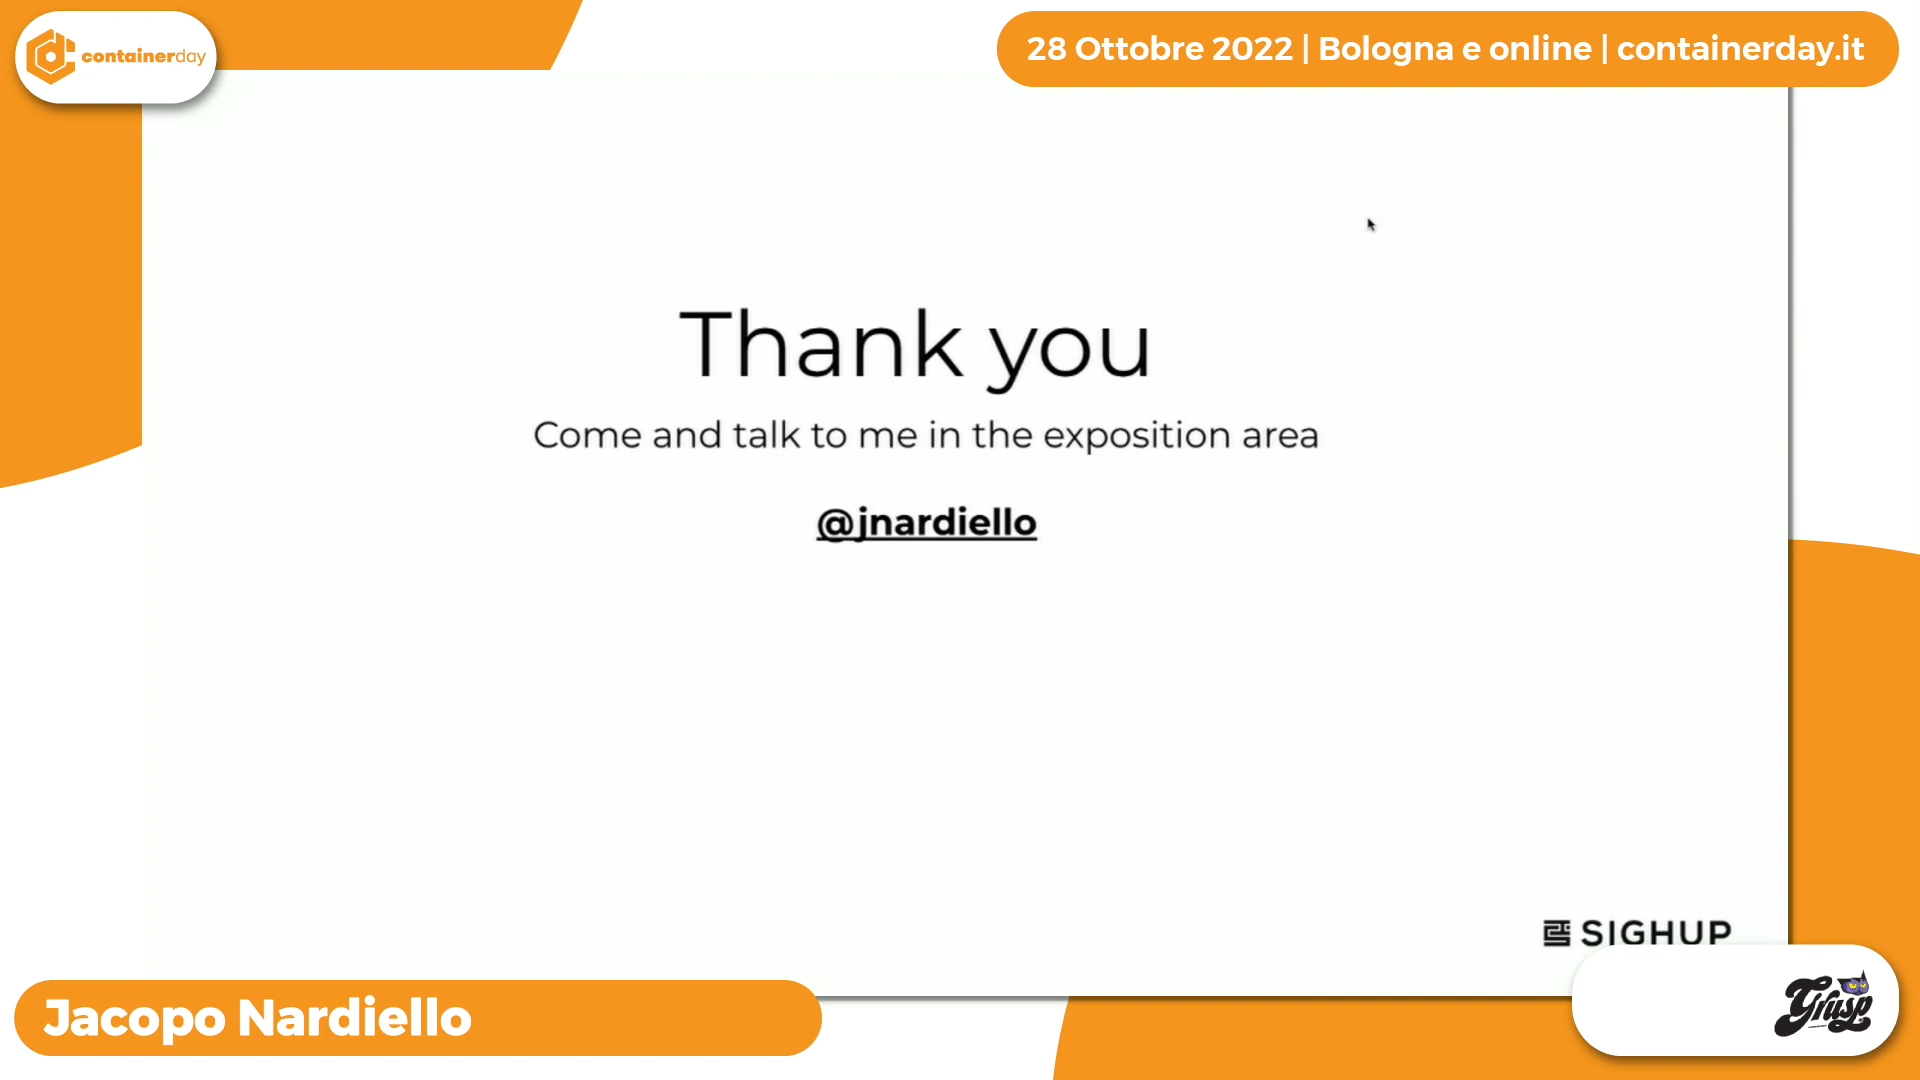 containerday
28 Ottobre 2022 | Bologna e online | containerday.it
Thank you
Come and talk to me in the exposition area
@jnardiello
SIGHUP
Jacopo Nardiello
Grusp